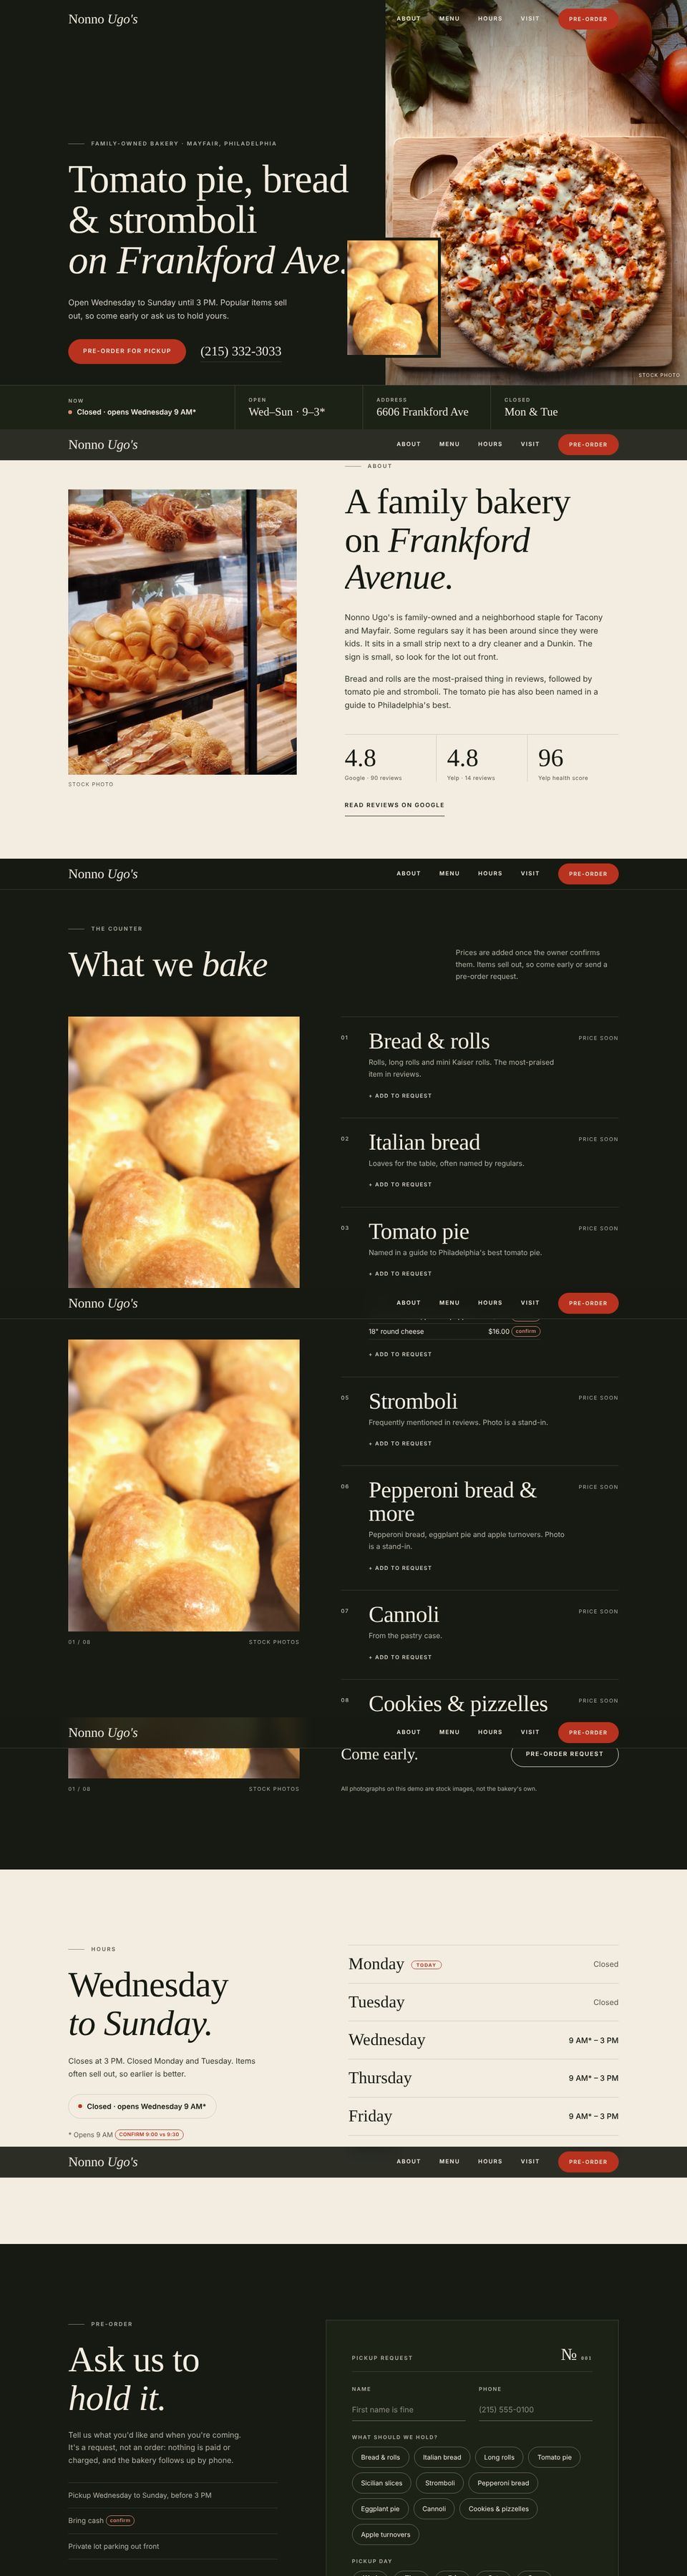 Nonno Ugo's
ABOUT MENU HOURS VISIT PRE-ORDER
FAMILY-OWNED BAKERY · MAYFAIR, PHILADELPHIA
Tomato pie, bread
& stromboli
on Frankford Ave.
Open Wednesday to Sunday until 3 PM. Popular items sell
out, so come early or ask us to hold yours.
PRE-ORDER FOR PICKUP (215) 332-3033
STOCK PHOTO
NOW
Closed · opens Wednesday 9 AM*
OPEN
Wed–Sun · 9–3*
ADDRESS
6606 Frankford Ave
CLOSED
Mon & Tue
Nonno Ugo's
ABOUT MENU HOURS VISIT PRE-ORDER
ABOUT
A family bakery
on Frankford
Avenue.
Nonno Ugo's is family-owned and a neighborhood staple for Tacony
and Mayfair. Some regulars say it has been around since they were
kids. It sits in a small strip next to a dry cleaner and a Dunkin. The
sign is small, so look for the lot out front.
Bread and rolls are the most-praised thing in reviews, followed by
tomato pie and stromboli. The tomato pie has also been named in a
guide to Philadelphia's best.
4.8
Google · 90 reviews
4.8
Yelp · 14 reviews
96
Yelp health score
STOCK PHOTO
READ REVIEWS ON GOOGLE
Nonno Ugo's
ABOUT MENU HOURS VISIT PRE-ORDER
THE COUNTER
What we bake
Prices are added once the owner confirms
them. Items sell out, so come early or send a
pre-order request.
01
Bread & rolls
PRICE SOON
Rolls, long rolls and mini Kaiser rolls. The most-praised
item in reviews.
+ ADD TO REQUEST
02
Italian bread
PRICE SOON
Loaves for the table, often named by regulars.
+ ADD TO REQUEST
03
Tomato pie
PRICE SOON
Named in a guide to Philadelphia's best tomato pie.
+ ADD TO REQUEST
Nonno Ugo's
ABOUT MENU HOURS VISIT PRE-ORDER
18" round cheese $16.00 confirm
+ ADD TO REQUEST
05
Stromboli
PRICE SOON
Frequently mentioned in reviews. Photo is a stand-in.
+ ADD TO REQUEST
06
Pepperoni bread &
more
PRICE SOON
Pepperoni bread, eggplant pie and apple turnovers. Photo
is a stand-in.
+ ADD TO REQUEST
07
Cannoli
PRICE SOON
From the pastry case.
+ ADD TO REQUEST
01 / 08 STOCK PHOTOS
08
Cookies & pizzelles
PRICE SOON
Nonno Ugo's
ABOUT MENU HOURS VISIT PRE-ORDER
Come early.
PRE-ORDER REQUEST
01 / 08 STOCK PHOTOS
All photographs on this demo are stock images, not the bakery's own.
HOURS
Wednesday
to Sunday.
Closes at 3 PM. Closed Monday and Tuesday. Items
often sell out, so earlier is better.
Closed · opens Wednesday 9 AM*
* Opens 9 AM CONFIRM 9:00 vs 9:30
Monday TODAY Closed
Tuesday Closed
Wednesday 9 AM* – 3 PM
Thursday 9 AM* – 3 PM
Friday 9 AM* – 3 PM
Nonno Ugo's
ABOUT MENU HOURS VISIT PRE-ORDER
PRE-ORDER
Ask us to
hold it.
Tell us what you'd like and when you're coming.
It's a request, not an order: nothing is paid or
charged, and the bakery follows up by phone.
Pickup Wednesday to Sunday, before 3 PM
Bring cash confirm
Private lot parking out front
PICKUP REQUEST
№ 001
NAME
First name is fine
PHONE
(215) 555-0100
WHAT SHOULD WE HOLD?
Bread & rolls Italian bread Long rolls Tomato pie
Sicilian slices Stromboli Pepperoni bread
Eggplant pie Cannoli Cookies & pizzelles
Apple turnovers
PICKUP DAY